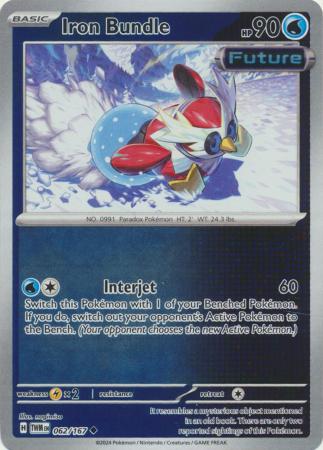 BASIC
Iron Bundle
HP 90
Future
NO. 0991 Paradox Pokémon HT. 2' WT. 24.3 lbs.
Interjet 60
Switch this Pokémon with 1 of your Benched Pokémon.
If you do, switch out your opponent's Active Pokémon to
the Bench. (Your opponent chooses the new Active Pokémon.)
weakness ×2 resistance retreat
Illus. nagimiso
H TWM EN 062/167
It resembles a mysterious object mentioned
in an old book. There are only two
reported sightings of this Pokémon.
©2024 Pokémon / Nintendo / Creatures / GAME FREAK